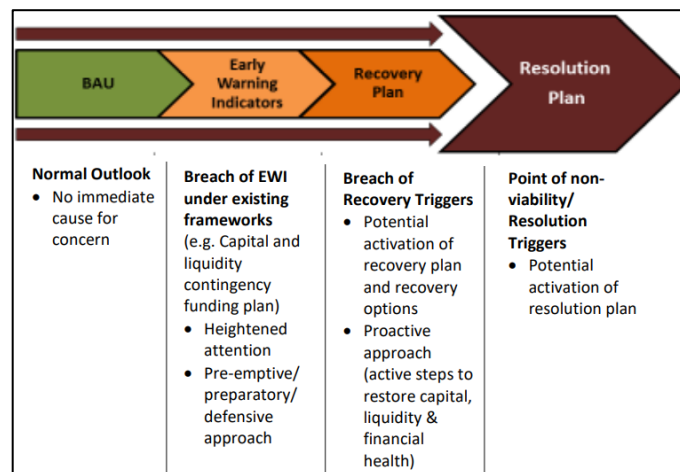 BAU
Early
Warning
Indicators
Recovery
Plan
Resolution
Plan
Normal Outlook
• No immediate
cause for
concern
Breach of EWI
under existing
frameworks
(e.g. Capital and
liquidity
contingency
funding plan)
• Heightened
attention
• Pre-emptive/
preparatory/
defensive
approach
Breach of
Recovery Triggers
• Potential
activation of
recovery plan
and recovery
options
• Proactive
approach
(active steps to
restore capital,
liquidity &
financial
health)
Point of non-
viability/
Resolution
Triggers
• Potential
activation of
resolution plan